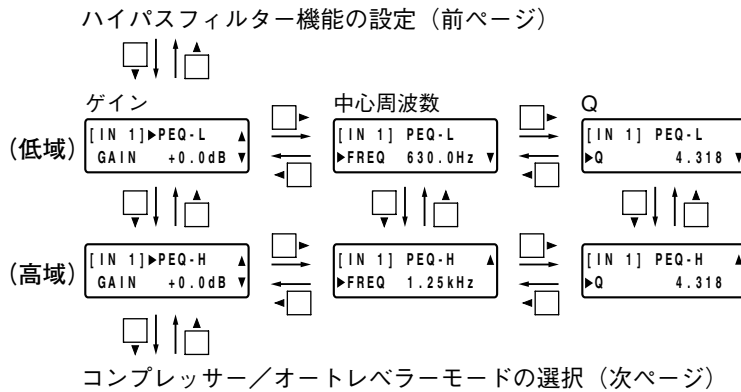 ハイパスフィルター機能の設定（前ページ）
ゲイン
中心周波数
Q
（低域）
[IN 1]▶PEQ-L ▲
GAIN +0.0dB ▼
[IN 1] PEQ-L
▶FREQ 630.0Hz ▼
[IN 1] PEQ-L
▶Q 4.318 ▼
（高域）
[IN 1]▶PEQ-H ▲
GAIN +0.0dB ▼
[IN 1] PEQ-H ▲
▶FREQ 1.25kHz
[IN 1] PEQ-H ▲
▶Q 4.318
コンプレッサー／オートレベラーモードの選択（次ページ）